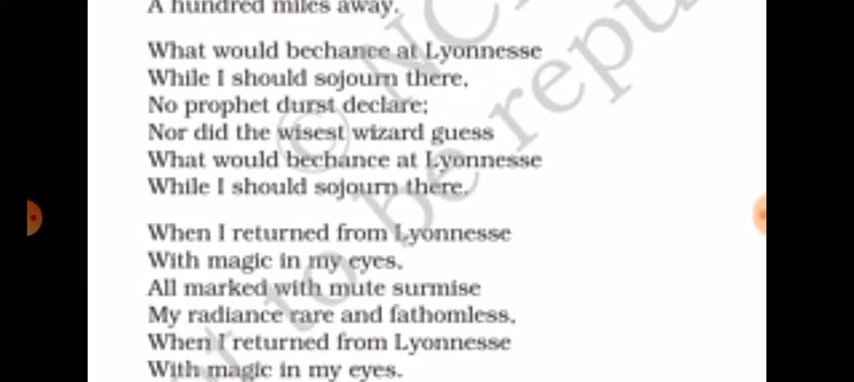 A hundred miles away.
What would bechance at Lyonnesse
While I should sojourn there,
No prophet durst declare;
Nor did the wisest wizard guess
What would bechance at Lyonnesse
While I should sojourn there.
When I returned from Lyonnesse
With magic in my eyes,
All marked with mute surmise
My radiance rare and fathomless,
When I returned from Lyonnesse
With magic in my eyes.